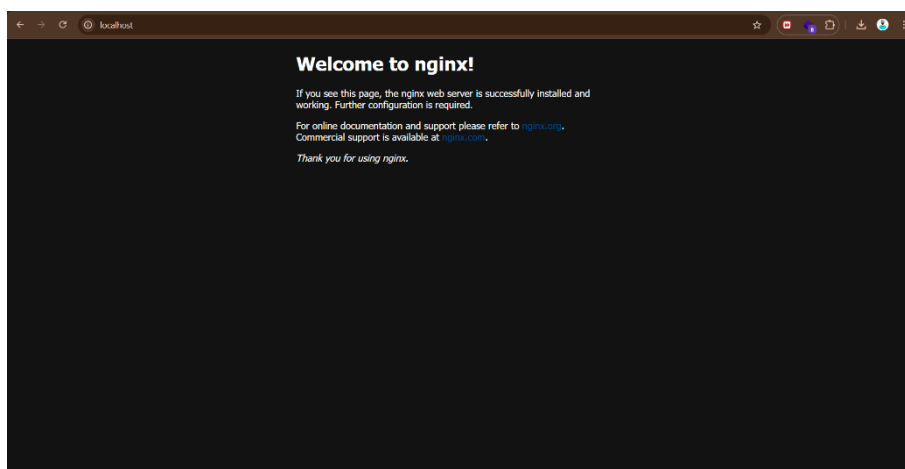 localhost
Welcome to nginx!
If you see this page, the nginx web server is successfully installed and
working. Further configuration is required.
For online documentation and support please refer to nginx.org.
Commercial support is available at nginx.com.
Thank you for using nginx.